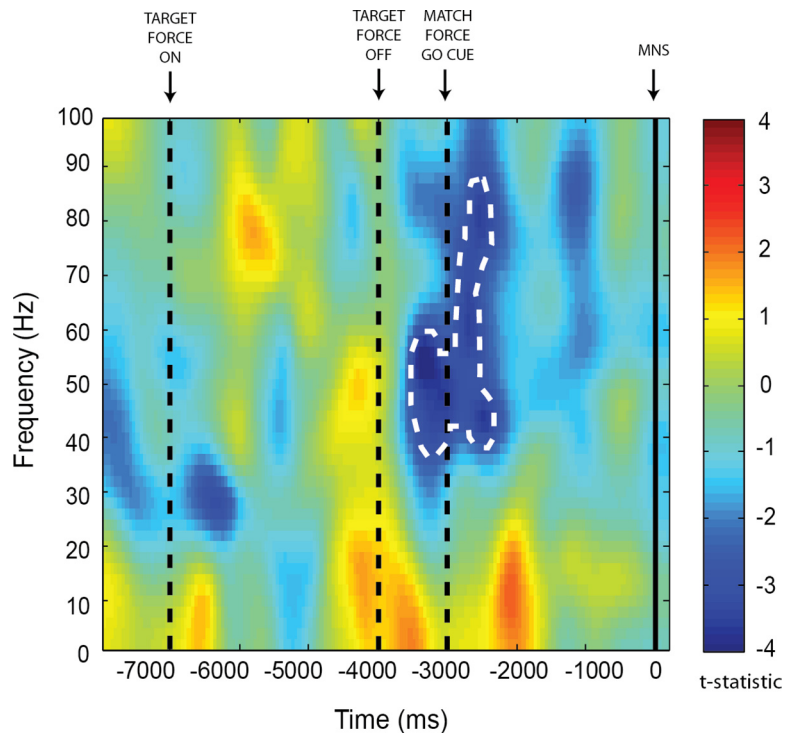 TARGET
FORCE
ON
TARGET
FORCE
OFF
MATCH
FORCE
GO CUE
MNS
100
90
80
70
60
50
40
30
20
10
0
Frequency (Hz)
-7000 -6000 -5000 -4000 -3000 -2000 -1000 0
Time (ms)
4
3
2
1
0
-1
-2
-3
-4
t-statistic